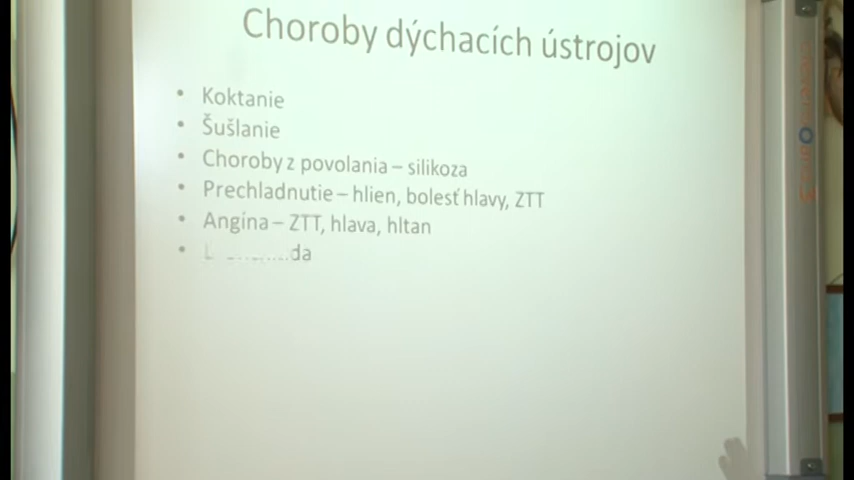 Choroby dýchacích ústrojov
• Koktanie
• Šušlanie
• Choroby z povolania – silikoza
• Prechladnutie – hlien, bolesť hlavy, ZTT
• Angína – ZTT, hlava, hltan